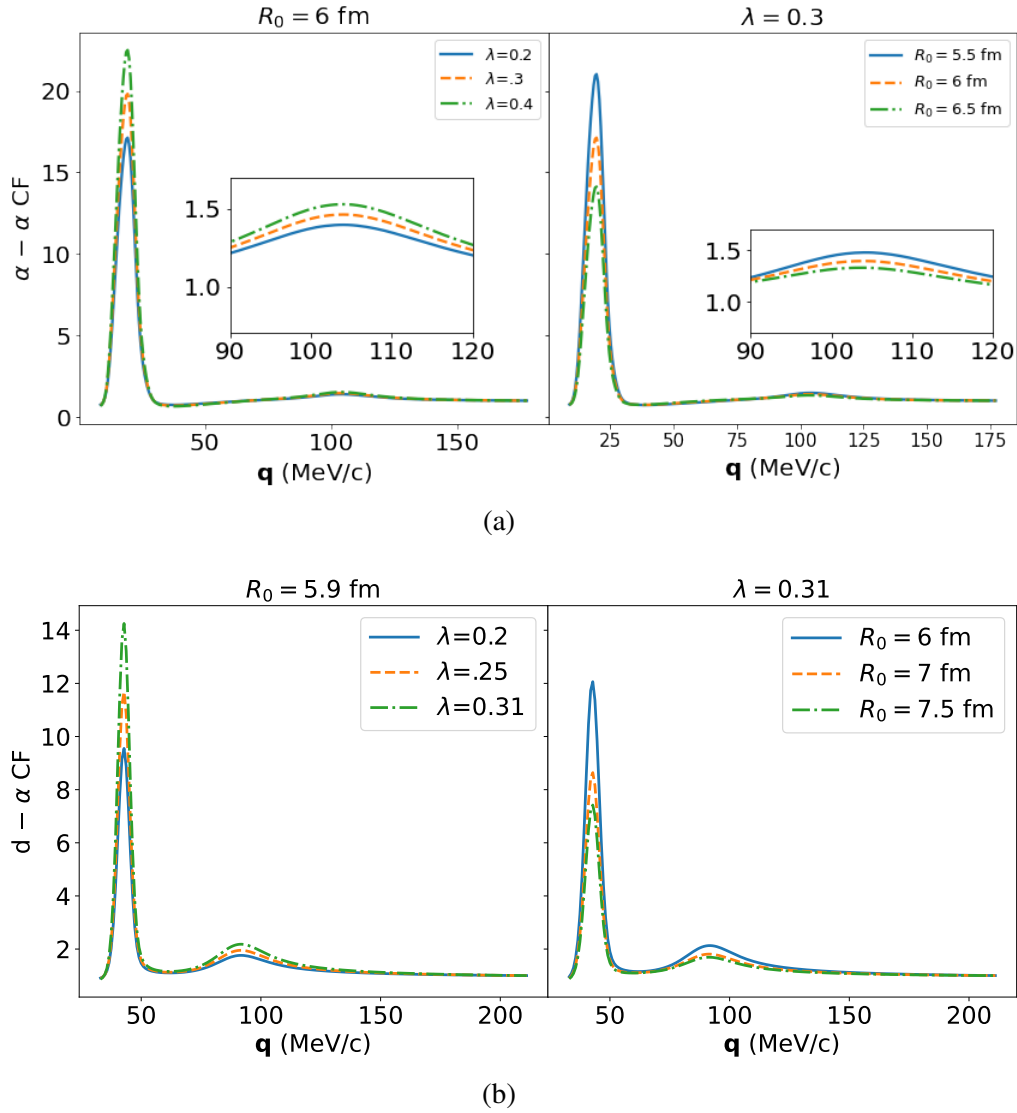 R₀ = 6 fm
λ = 0.3
λ=0.2
λ=.3
λ=0.4
R₀ = 5.5 fm
R₀ = 6 fm
R₀ = 6.5 fm
α − α CF
20
15
10
5
0
1.5
1.0
90 100 110 120
1.5
1.0
90 100 110 120
50 100 150
25 50 75 100 125 150 175
q (MeV/c)
q (MeV/c)
(a)
R₀ = 5.9 fm
λ = 0.31
λ=0.2
λ=.25
λ=0.31
R₀ = 6 fm
R₀ = 7 fm
R₀ = 7.5 fm
d − α CF
14
12
10
8
6
4
2
50 100 150 200
50 100 150 200
q (MeV/c)
q (MeV/c)
(b)